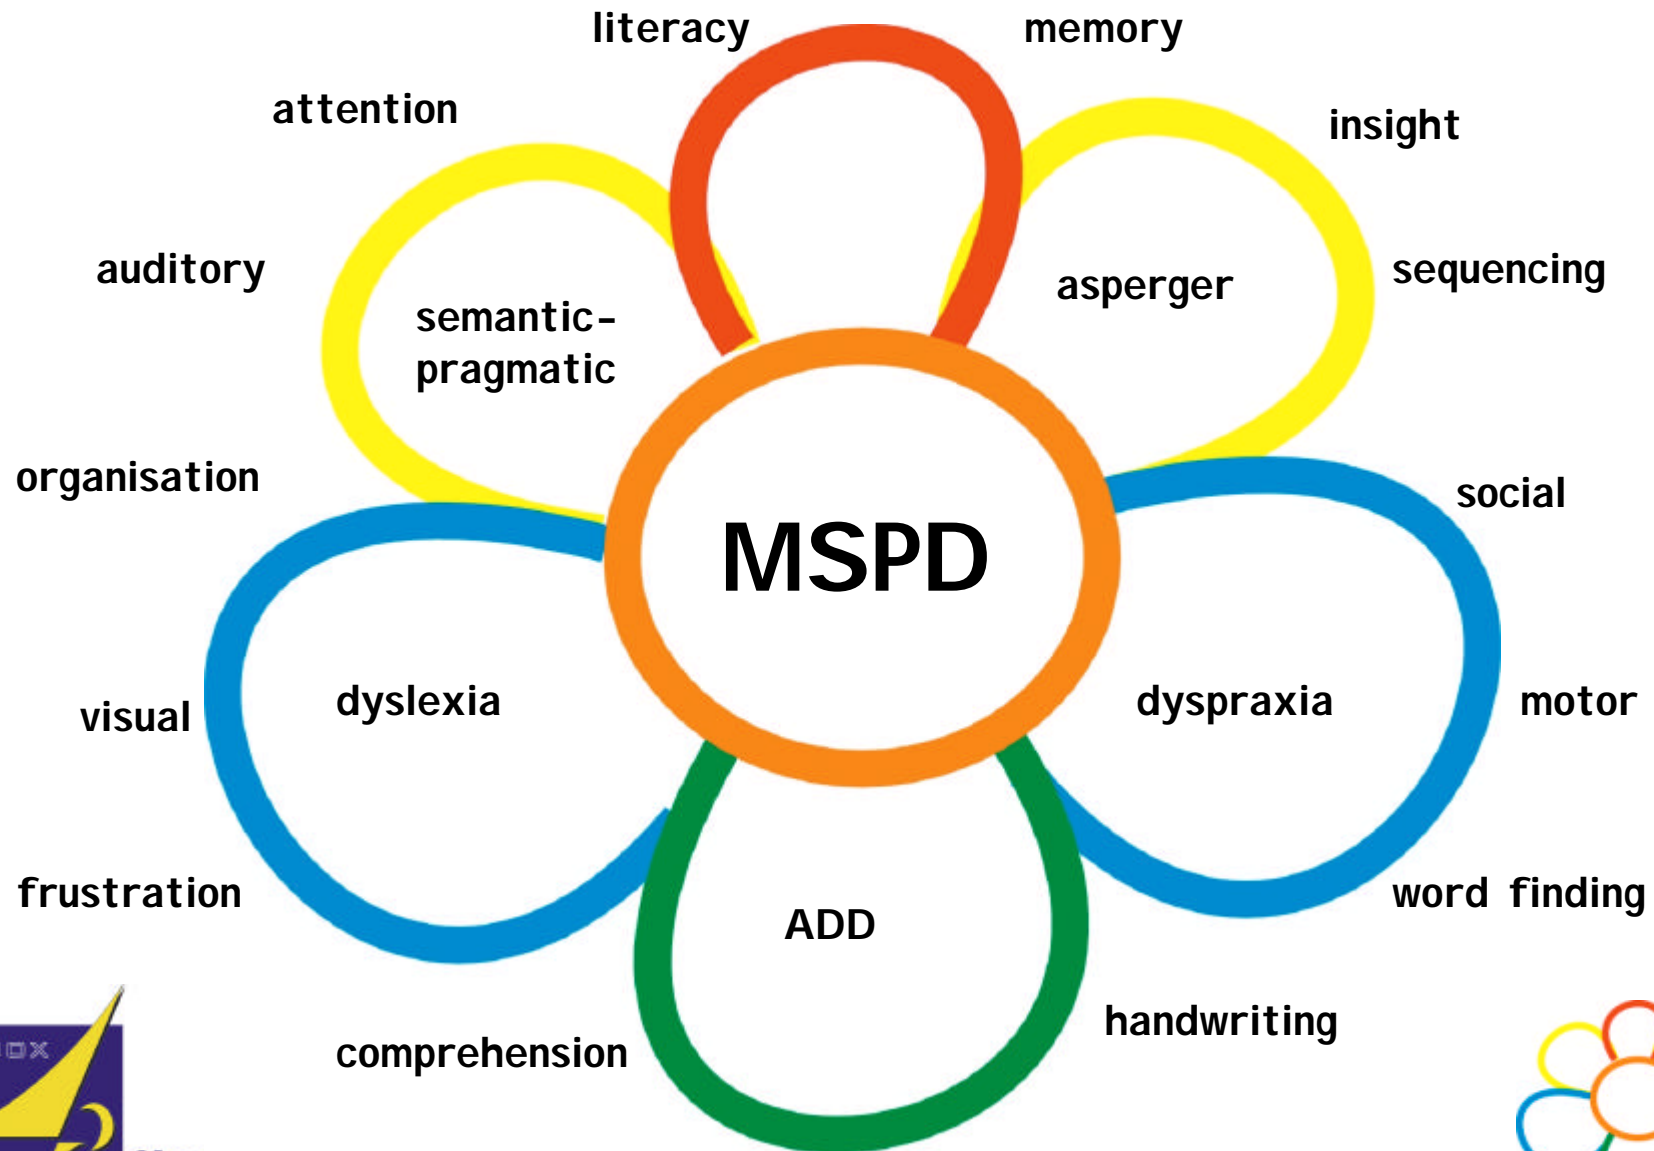 literacy
memory
attention
insight
auditory
sequencing
asperger
semantic-
pragmatic
organisation
social
MSPD
visual
dyslexia
dyspraxia
motor
frustration
word finding
ADD
handwriting
comprehension